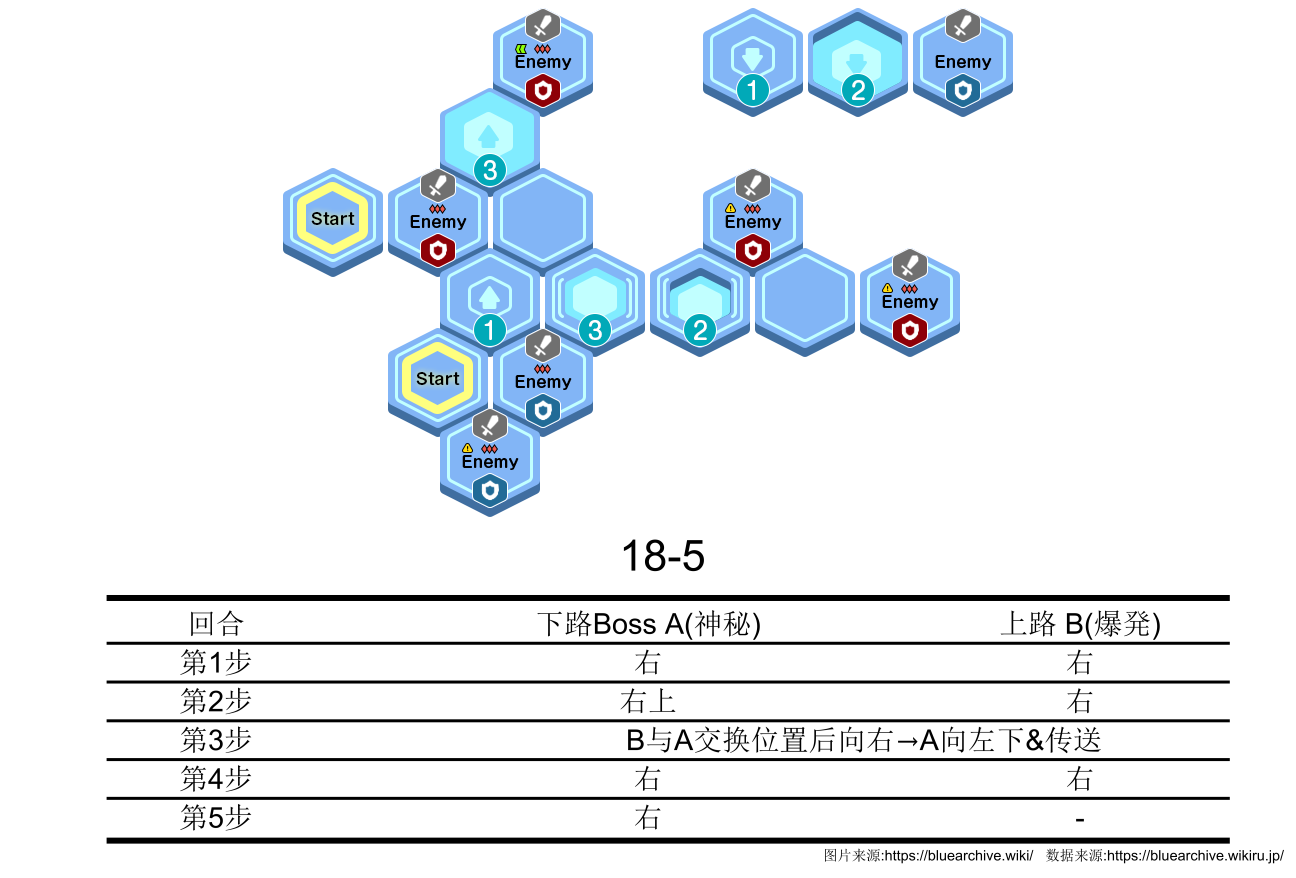 Enemy
1
2
Enemy
3
Start
Enemy
Enemy
1
3
2
Enemy
Start
Enemy
Enemy
18-5
回合 下路Boss A(神秘) 上路 B(爆発)
第1步 右 右
第2步 右上 右
第3步 B与A交换位置后向右→A向左下&传送
第4步 右 右
第5步 右 -
图片来源:https://bluearchive.wiki/ 数据来源:https://bluearchive.wikiru.jp/